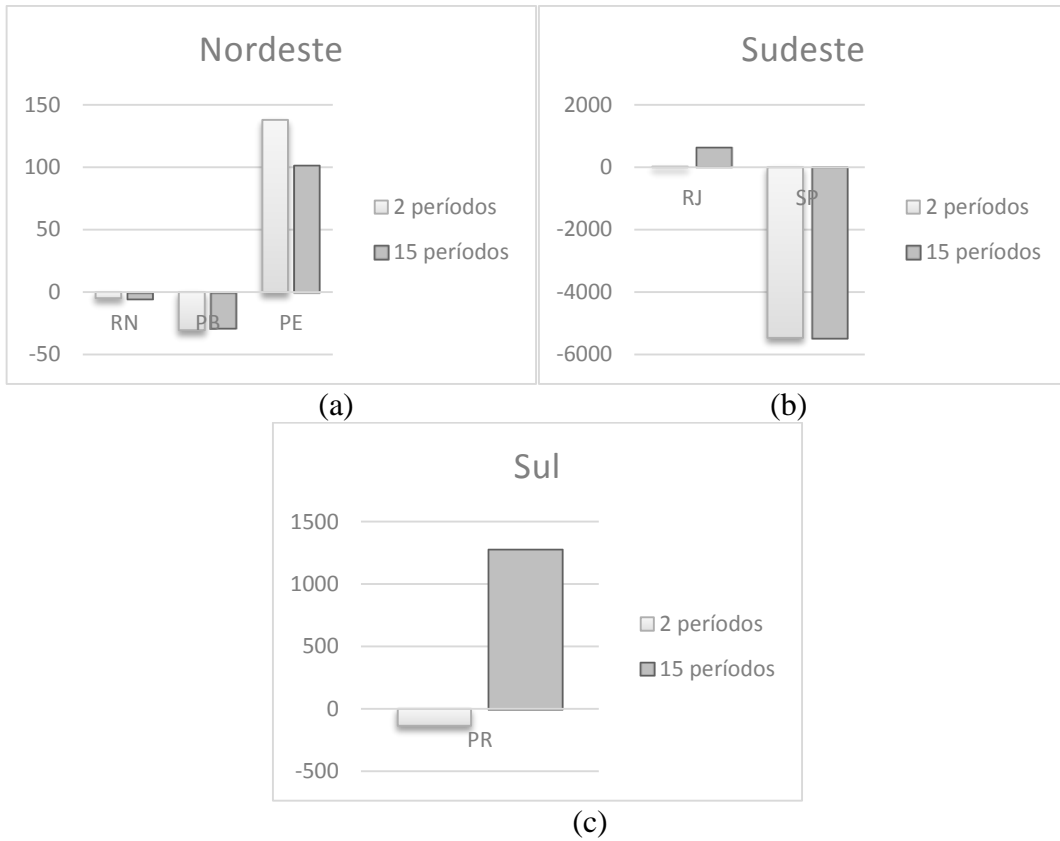 Nordeste
150
100
50
0
-50
RN
PB
PE
2 períodos
15 períodos
(a)
Sudeste
2000
0
-2000
-4000
-6000
RJ
SP
2 períodos
15 períodos
(b)
Sul
1500
1000
500
0
-500
PR
2 períodos
15 períodos
(c)